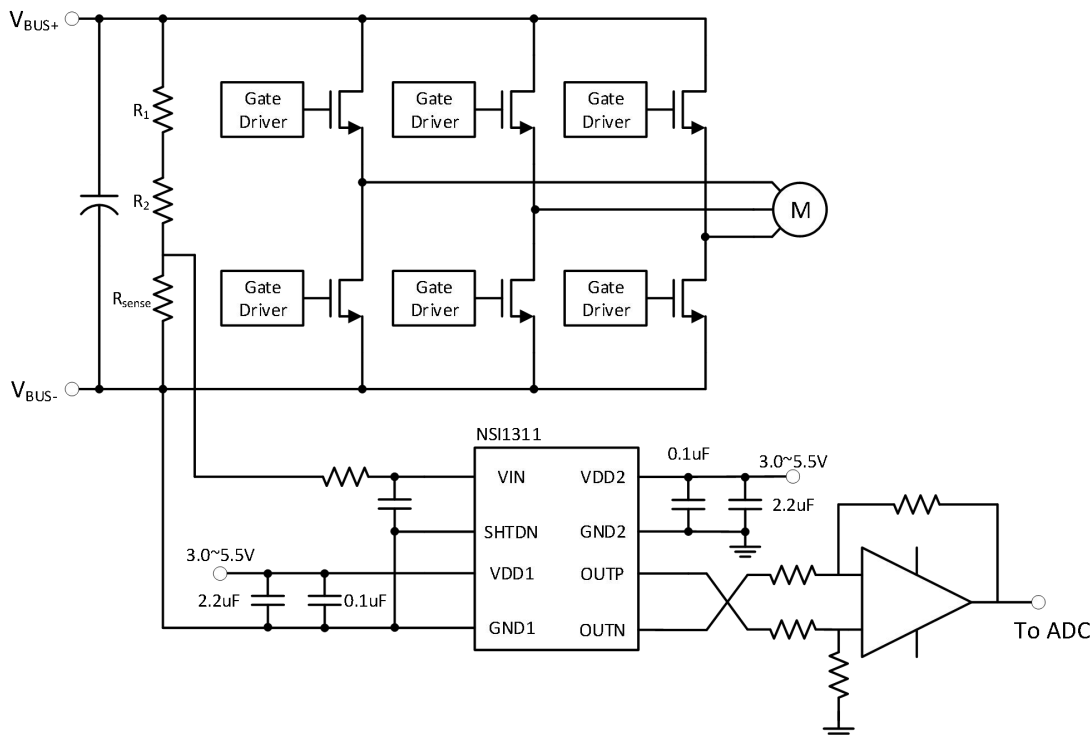 VBUS+
R1
R2
Rsense
VBUS-
Gate
Driver
Gate
Driver
Gate
Driver
M
Gate
Driver
Gate
Driver
Gate
Driver
NSI1311
VIN
SHTDN
VDD1
GND1
VDD2
GND2
OUTP
OUTN
0.1uF
3.0~5.5V
2.2uF
3.0~5.5V
2.2uF
0.1uF
To ADC